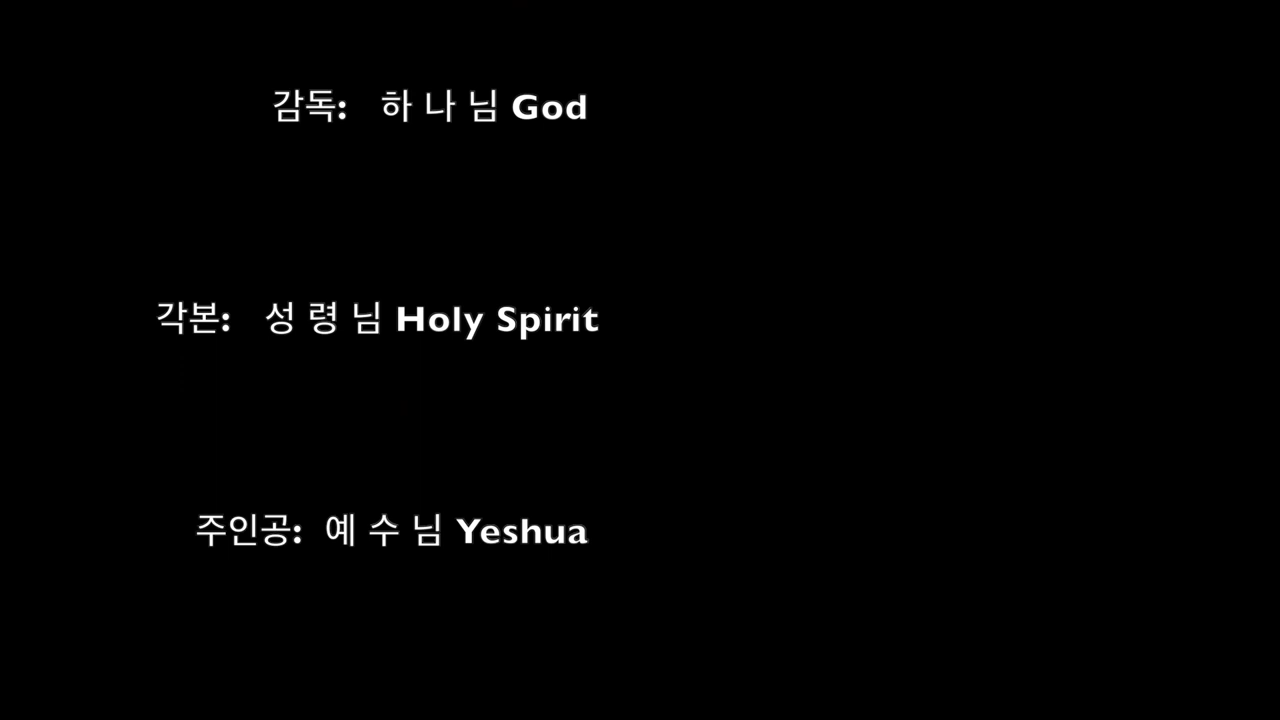 감독: 하 나 님 God
각본: 성 령 님 Holy Spirit
주인공: 예 수 님 Yeshua